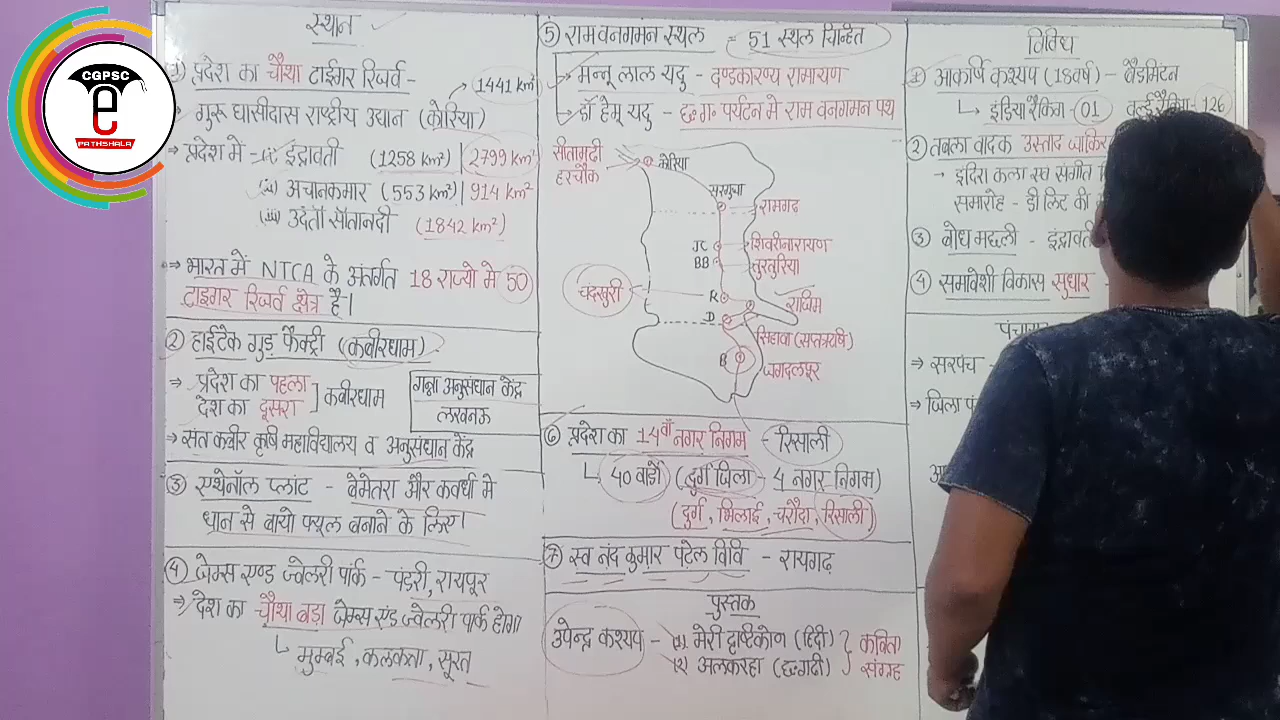 CGPSC
e
PATHSHALA
स्थान
① प्रदेश का चौथा टाईगर रिजर्व -
1441 km²
गुरू घासीदास राष्ट्रीय उद्यान (कोरिया)
⇒ प्रदेश में - (i) इंद्रावती (1258 km²) | 2799 km²
(ii) अचानकमार (553 km²) | 914 km²
(iii) उदंती सीतानदी (1842 km²)
⇒ भारत में NTCA के अंतर्गत 18 राज्यो मे 50
टाइगर रिजर्व क्षेत्र है।
② हाईटेक गुड़ फैक्ट्री (कबीरधाम)
⇒ प्रदेश का पहला
देश का दूसरा ] कबीरधाम
गन्ना अनुसंधान केंद्र
लखनऊ
⇒ संत कबीर कृषि महाविद्यालय व अनुसंधान केंद्र
③ एथेनॉल प्लांट - बेमेतरा और कवर्धा मे
धान से बायो फ्यूल बनाने के लिए।
④ जेम्स एण्ड ज्वेलरी पार्क - पंडरी, रायपूर
⇒ देश का चौथा बड़ा जेम्स एंड ज्वेलरी पार्क होगा
मुम्बई, कलकत्ता, सूरत
⑤ राम वनगमन स्थल = 51 स्थल चिन्हित
→ मन्नू लाल यदु - दण्डकारण्य रामायण
→ डॉ हेमू यदु - छ॰ग॰ पर्यटन मे राम वनगमन पथ
सीतामढ़ी
हरचौका
कोरिया
सरगुजा
रामगढ़
JC
शिवरीनारायण
BB
तुरतुरिया
चंदखुरी
R
राजिम
D
सिहावा (सप्तऋषि)
B
जगदलपूर
⑥ प्रदेश का 14वाँ नगर निगम - रिसाली
40 वार्डो (दुर्ग जिला - 4 नगर निगम)
(दुर्ग, भिलाई, चरौदा, रिसाली)
⑦ स्व नंद कुमार पटेल विवि - रायगढ़
पुस्तक
उपेन्द्र कश्यप - (1) मेरी दृष्टिकोण (हिंदी)
(2) अलकरहा (छ॰गढ़ी)
कविता
संग्रह
विविध
① आकर्षि कश्यप (18वर्ष) - बैडमिंटन
इंडिया रैकिंग - 01 वर्ल्ड रैकिंग - 126
② तबला वादक उस्ताद जाकिर
→ इंदिरा कला एवं संगीत
समारोह - डी लिट की
③ बोध मछली - इंद्रावती
④ समावेशी विकास सुधार -
⇒ सरपंच -
⇒ जिला